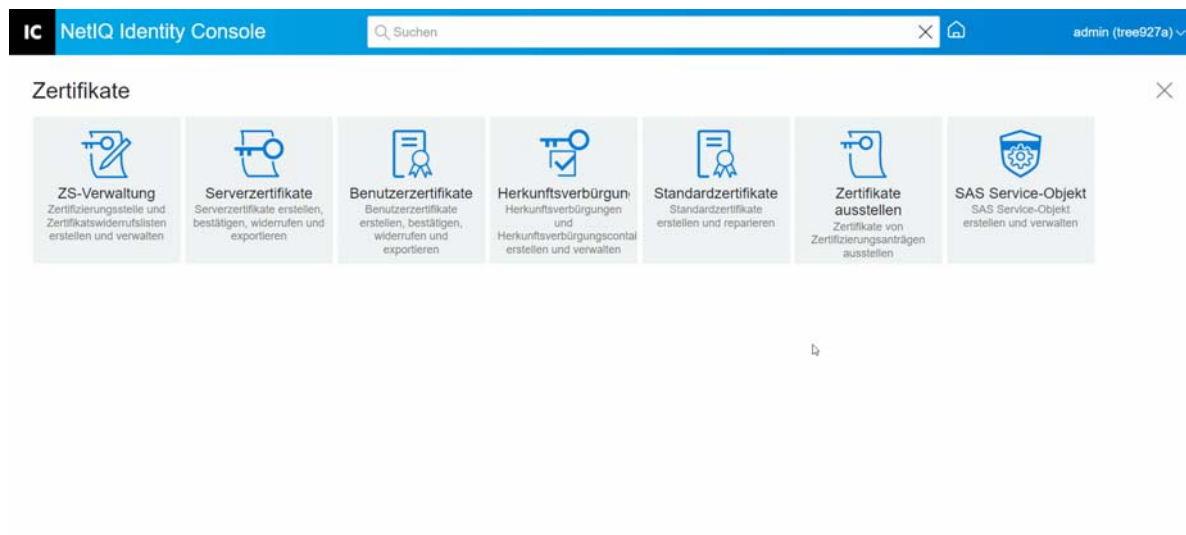 IC NetIQ Identity Console
Suchen
admin (tree927a)
Zertifikate
ZS-Verwaltung
Zertifizierungsstelle und
Zertifikatswiderrufslisten
erstellen und verwalten
Serverzertifikate
Serverzertifikate erstellen,
bestätigen, widerrufen und
exportieren
Benutzerzertifikate
Benutzerzertifikate
erstellen, bestätigen,
widerrufen und
exportieren
Herkunftsverbürgun
Herkunftsverbürgungen
und
Herkunftsverbürgungscontai
erstellen und verwalten
Standardzertifikate
Standardzertifikate
erstellen und reparieren
Zertifikate
ausstellen
Zertifikate von
Zertifizierungsanträgen
ausstellen
SAS Service-Objekt
SAS Service-Objekt
erstellen und verwalten